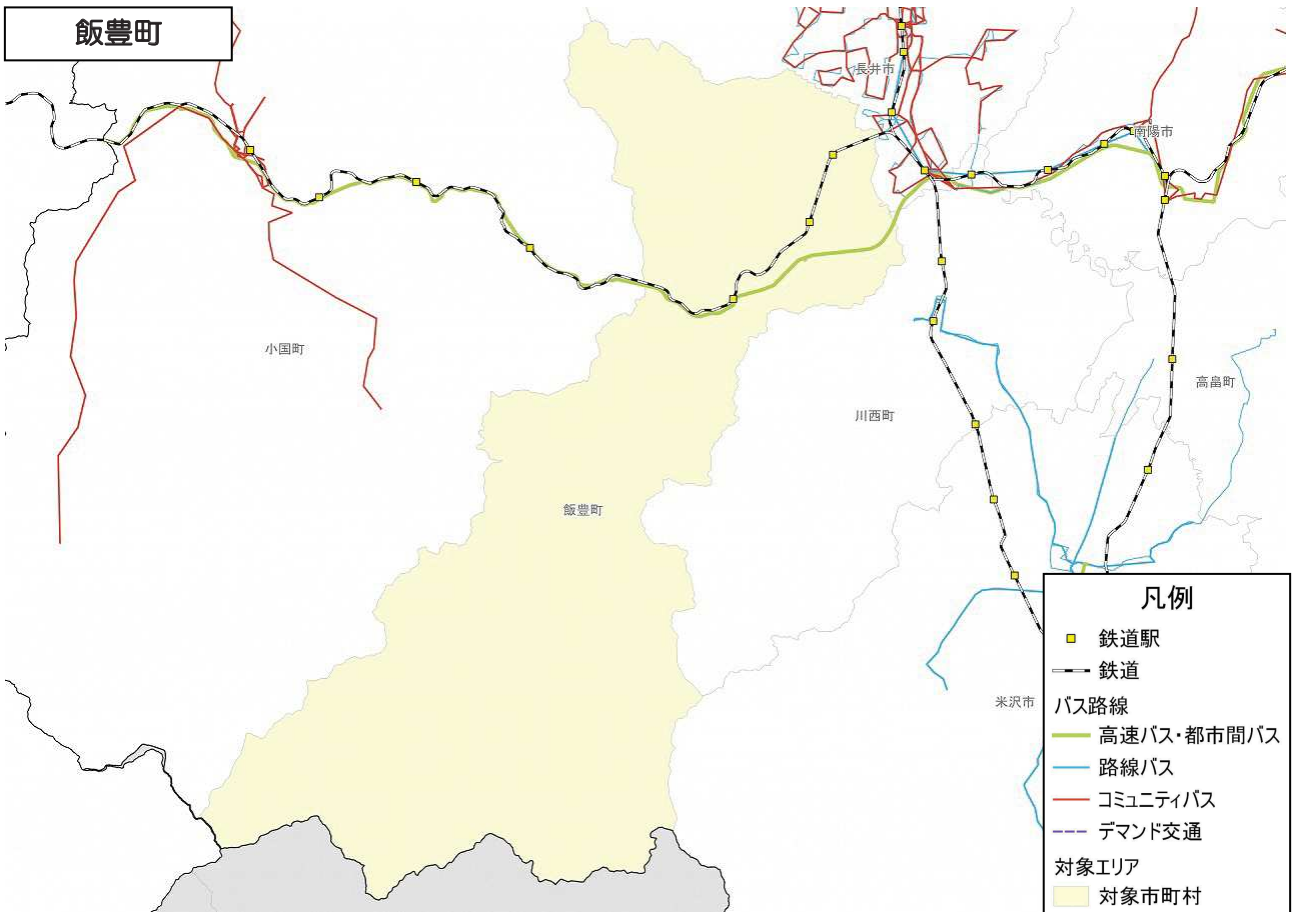 飯豊町
長井市
南陽市
小国町
高畠町
川西町
飯豊町
米沢市
凡例
鉄道駅
鉄道
バス路線
高速バス・都市間バス
路線バス
コミュニティバス
デマンド交通
対象エリア
対象市町村